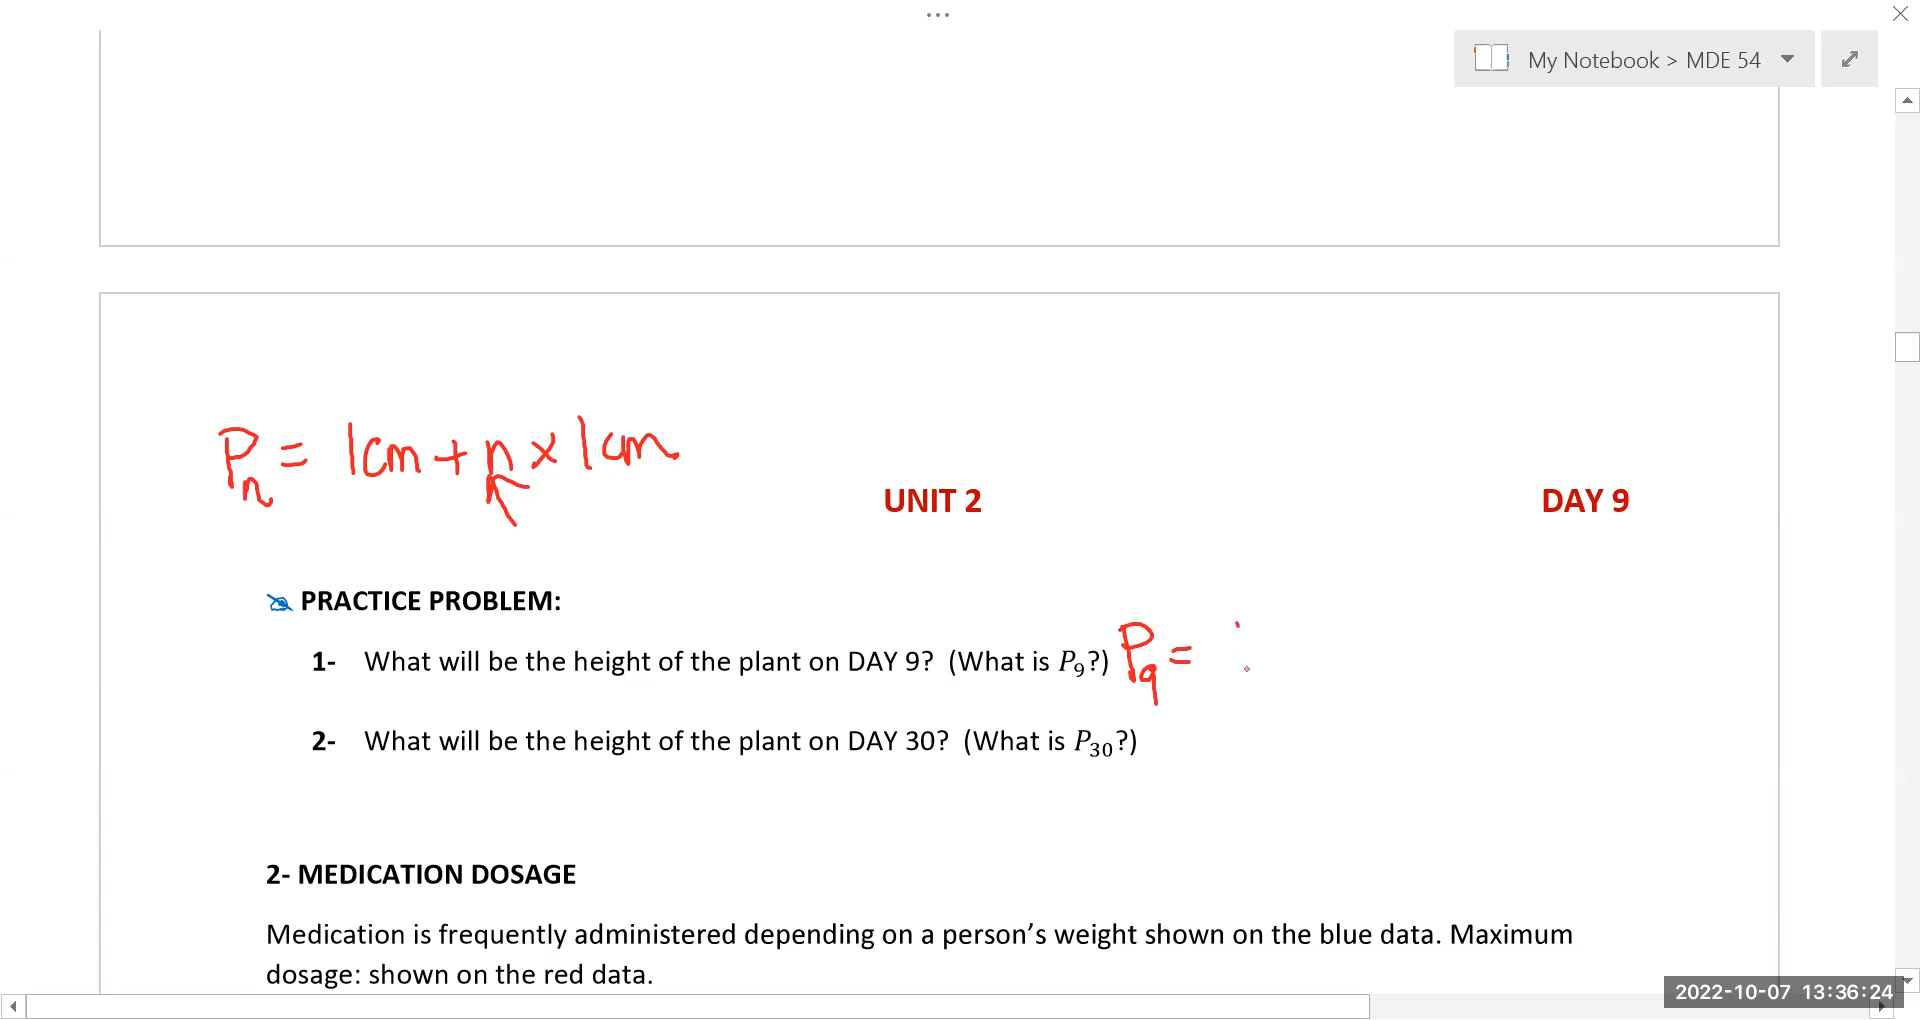 ...
My Notebook > MDE 54
Pₙ = 1cm + n × 1cm
UNIT 2 DAY 9
PRACTICE PROBLEM:
1- What will be the height of the plant on DAY 9? (What is P₉?) P₉ =
2- What will be the height of the plant on DAY 30? (What is P₃₀?)
2- MEDICATION DOSAGE
Medication is frequently administered depending on a person’s weight shown on the blue data. Maximum
dosage: shown on the red data.
2022-10-07 13:36:24